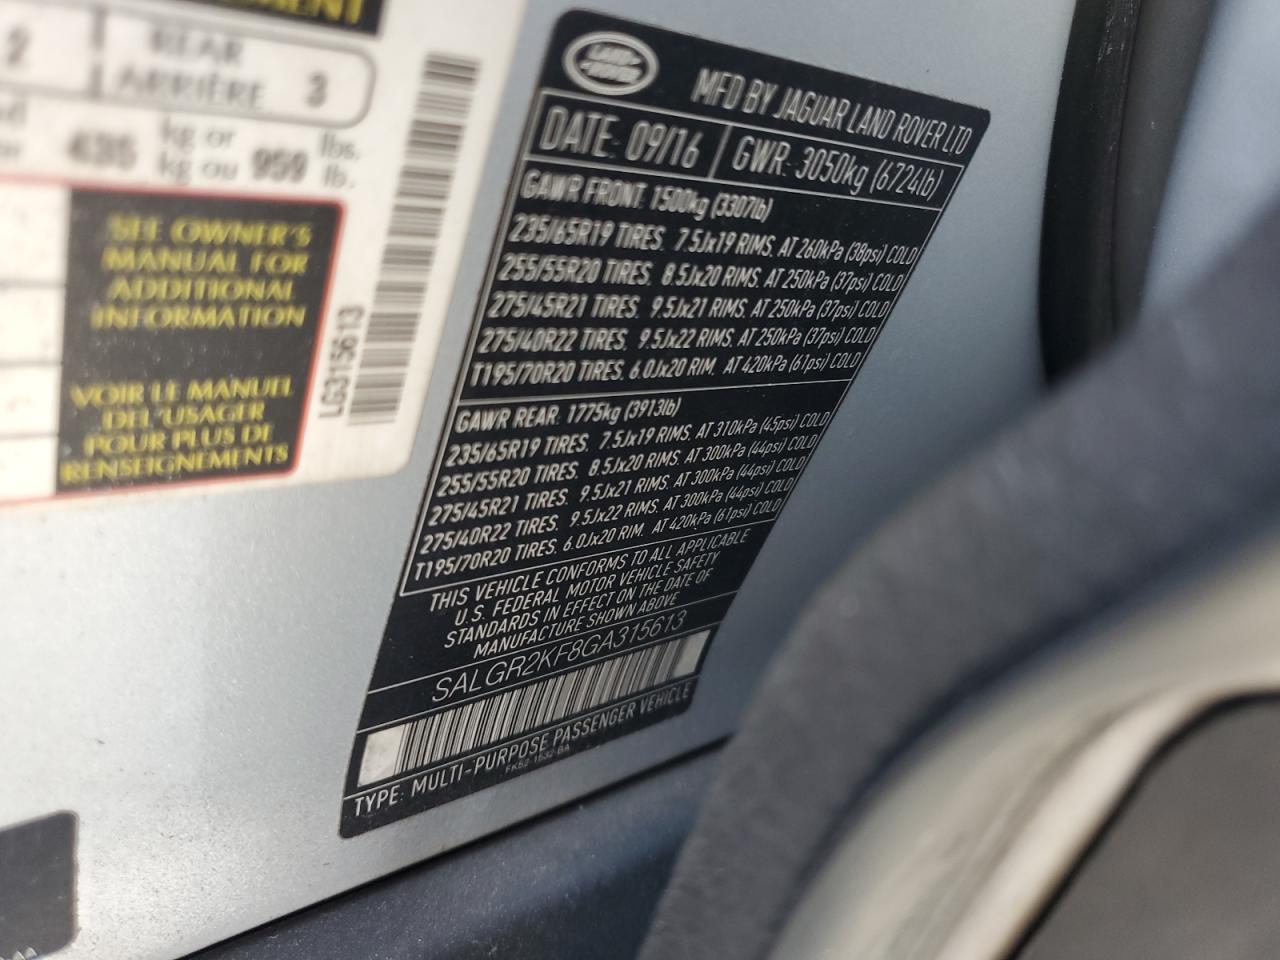 2 REAR
ARRIÈRE 3
435 kg or 959 lbs.
kg ou lb.
SEE OWNER'S
MANUAL FOR
ADDITIONAL
INFORMATION
VOIR LE MANUEL
DEL'USAGER
POUR PLUS DE
RENSEIGNEMENTS
LG315613
LAND-
ROVER
MFD BY JAGUAR LAND ROVER LTD
DATE: 09/16 GWR: 3050kg (6724lb)
GAWR FRONT. 1500kg (3307lb)
235/65R19 TIRES. 7.5Jx19 RIMS. AT 260kPa (38psi) COLD
255/55R20 TIRES. 8.5Jx20 RIMS. AT 250kPa (37psi) COLD
275/45R21 TIRES. 9.5Jx21 RIMS. AT 250kPa (37psi) COLD
275/40R22 TIRES. 9.5Jx22 RIMS. AT 250kPa (37psi) COLD
T195/70R20 TIRES. 6.0Jx20 RIM. AT 420kPa (61psi) COLD
GAWR REAR. 1775kg (3913lb)
235/65R19 TIRES. 7.5Jx19 RIMS. AT 310kPa (45psi) COLD
255/55R20 TIRES. 8.5Jx20 RIMS. AT 300kPa (44psi) COLD
275/45R21 TIRES. 9.5Jx21 RIMS. AT 300kPa (44psi) COLD
275/40R22 TIRES. 9.5Jx22 RIMS. AT 300kPa (44psi) COLD
T195/70R20 TIRES. 6.0Jx20 RIM. AT 420kPa (61psi) COLD
THIS VEHICLE CONFORMS TO ALL APPLICABLE
U.S. FEDERAL MOTOR VEHICLE SAFETY
STANDARDS IN EFFECT ON THE DATE OF
MANUFACTURE SHOWN ABOVE
SALGR2KF8GA315613
TYPE: MULTI-PURPOSE PASSENGER VEHICLE
FK52-1532-BA